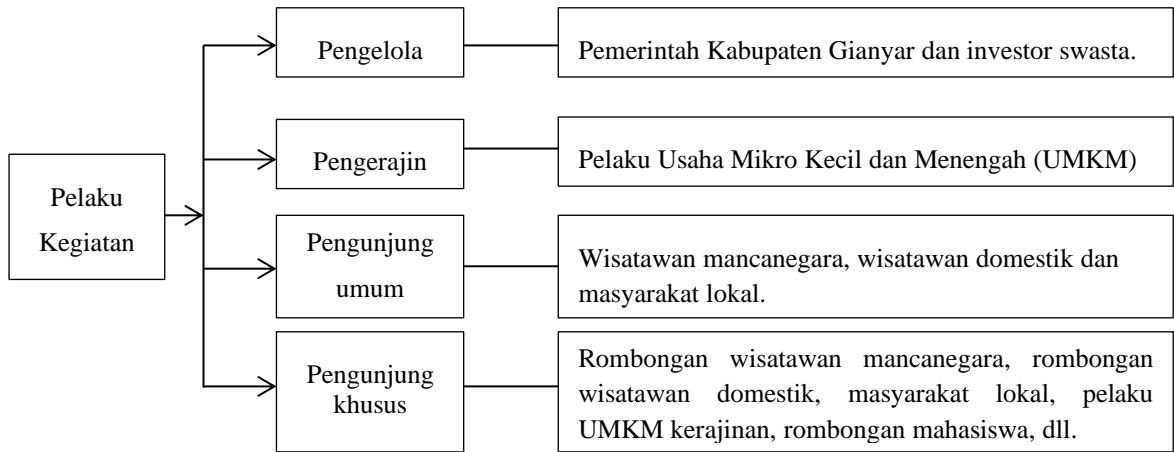 Pelaku
Kegiatan
Pengelola
Pemerintah Kabupaten Gianyar dan investor swasta.
Pengerajin
Pelaku Usaha Mikro Kecil dan Menengah (UMKM)
Pengunjung
umum
Wisatawan mancanegara, wisatawan domestik dan
masyarakat lokal.
Pengunjung
khusus
Rombongan wisatawan mancanegara, rombongan
wisatawan domestik, masyarakat lokal, pelaku
UMKM kerajinan, rombongan mahasiswa, dll.